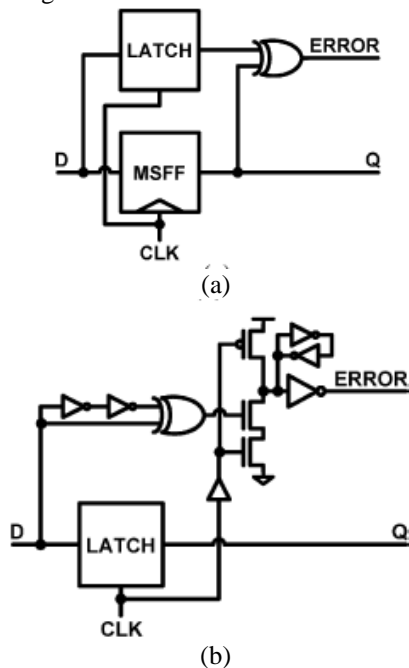 LATCH
ERROR
D
MSFF
Q
CLK
(a)
ERROR
D
LATCH
Q
CLK
(b)